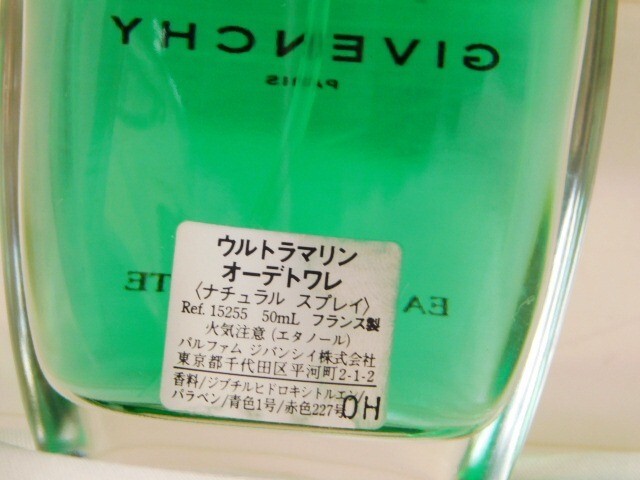 GIVENCHY
PARIS
ウルトラマリン
オーデトワレ
〈ナチュラル スプレイ〉
EA TTE
Ref. 15255 50mL フランス製
火気注意 (エタノール)
パルファム ジバンシイ株式会社
東京都千代田区平河町2-1-2
香料/ジブチルヒドロキシトルエン/
パラベン/青色1号/赤色227号
HO